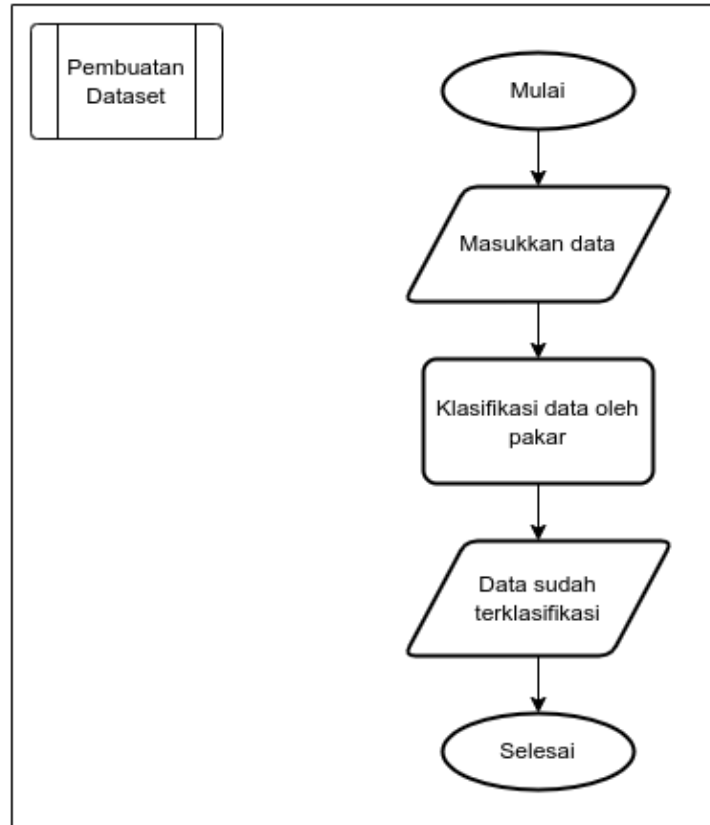 Pembuatan
Dataset
Mulai
Masukkan data
Klasifikasi data oleh
pakar
Data sudah
terklasifikasi
Selesai